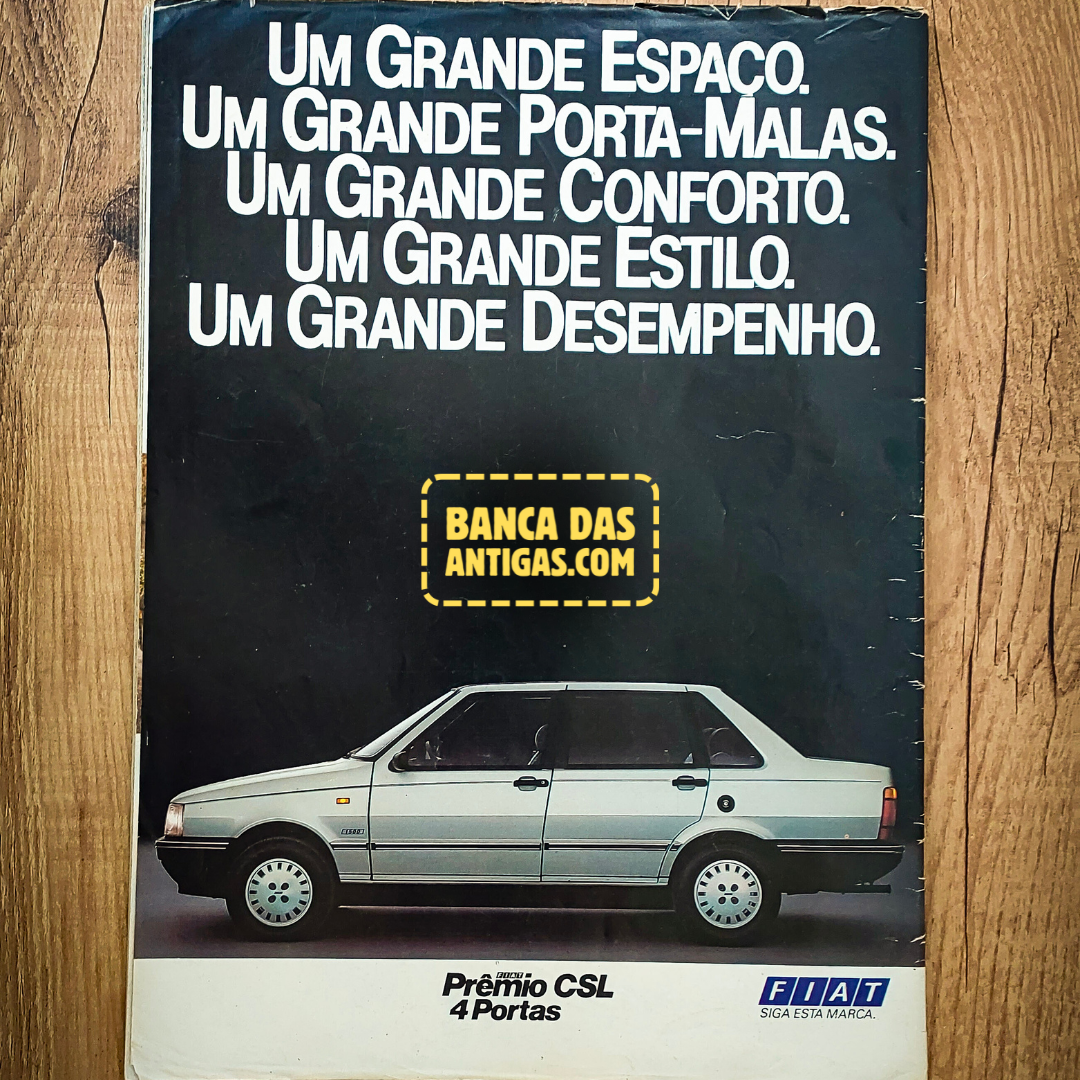 UM GRANDE ESPAÇO.
UM GRANDE PORTA-MALAS.
UM GRANDE CONFORTO.
UM GRANDE ESTILO.
UM GRANDE DESEMPENHO.
BANCA DAS
ANTIGAS.COM
FIAT
Prêmio CSL
4 Portas
FIAT
SIGA ESTA MARCA.